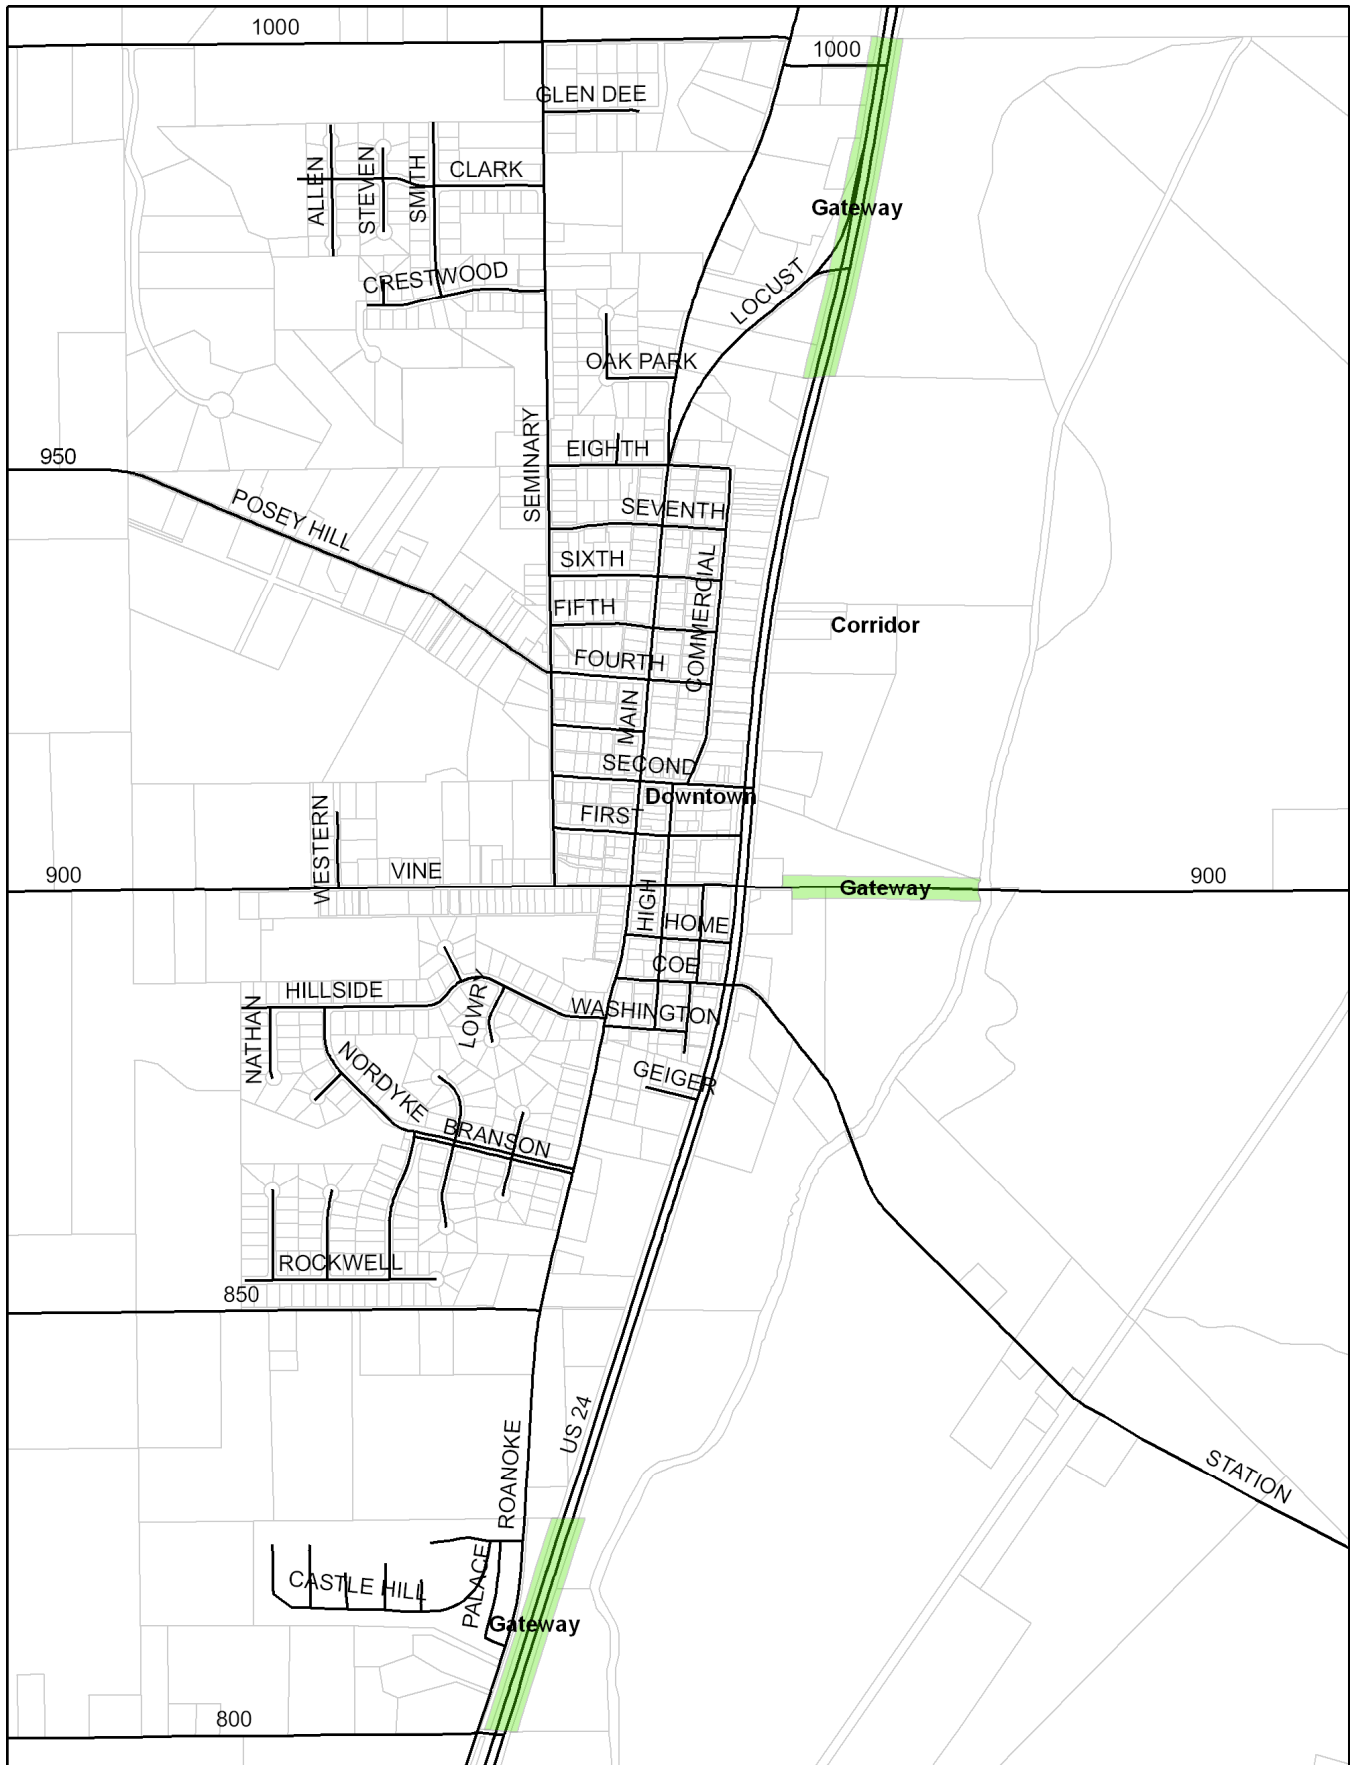 1000
1000
GLEN DEE
ALLEN
STEVEN
SMITH
CLARK
Gateway
CRESTWOOD
LOCUST
OAK PARK
SEMINARY
EIGHTH
950
POSEY HILL
SEVENTH
SIXTH
COMMERCIAL
FIFTH
Corridor
FOURTH
MAIN
SECOND
Downtown
FIRST
WESTERN
VINE
900
Gateway
900
HIGH
HOME
COE
HILLSIDE
LOWRY
WASHINGTON
NATHAN
NORDYKE
GEIGER
BRANSON
ROCKWELL
850
US 24
ROANOKE
STATION
PALACE
CASTLE HILL
Gateway
800